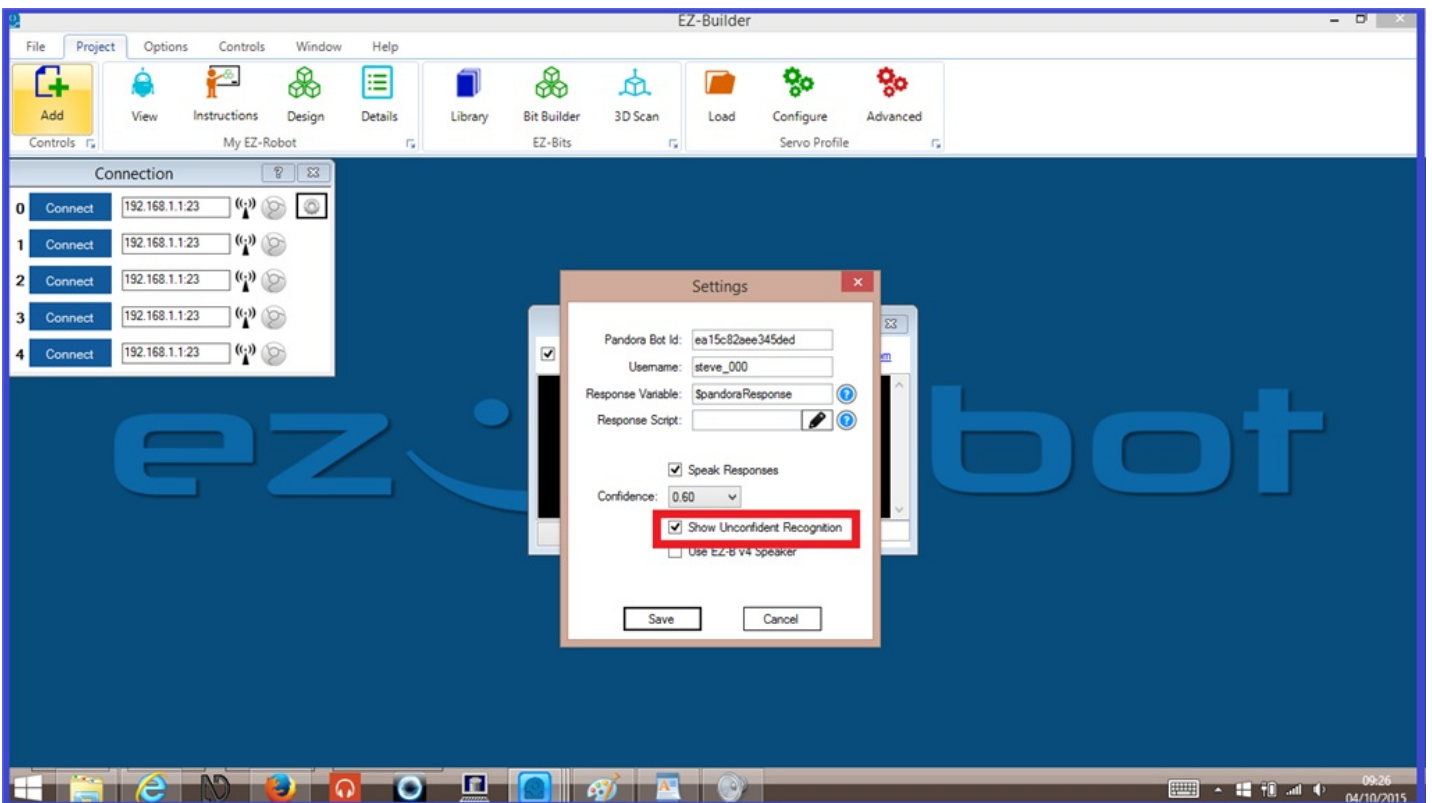 EZ-Builder
File Project Options Controls Window Help
Add View Instructions Design Details Library Bit Builder 3D Scan Load Configure Advanced
Controls My EZ-Robot EZ-Bits Servo Profile
Connection ?
0 Connect 192.168.1.1:23
1 Connect 192.168.1.1:23
2 Connect 192.168.1.1:23
3 Connect 192.168.1.1:23
4 Connect 192.168.1.1:23
Settings
Pandora Bot Id: ea15c82aee345ded
Username: steve_000
Response Variable: $pandoraResponse ?
Response Script: ?
Speak Responses
Confidence: 0.60
Show Unconfident Recognition
Use EZ-B v4 Speaker
Save Cancel
ez bot
09:26
04/10/2015